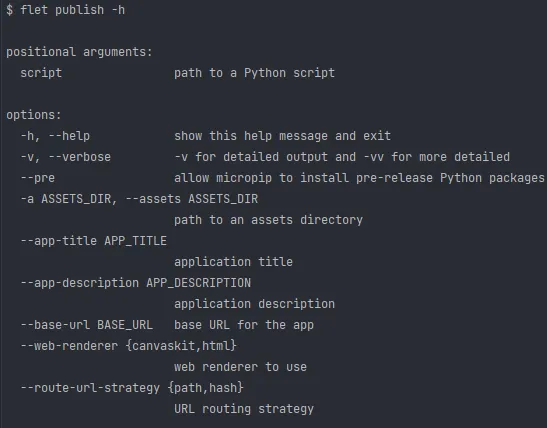 $ flet publish -h
positional arguments:
script path to a Python script
options:
-h, --help show this help message and exit
-v, --verbose -v for detailed output and -vv for more detailed
--pre allow micropip to install pre-release Python packages
-a ASSETS_DIR, --assets ASSETS_DIR
path to an assets directory
--app-title APP_TITLE
application title
--app-description APP_DESCRIPTION
application description
--base-url BASE_URL base URL for the app
--web-renderer {canvaskit,html}
web renderer to use
--route-url-strategy {path,hash}
URL routing strategy